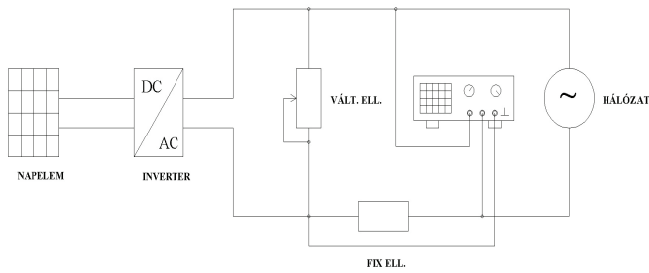 DC
AC
VÁLT. ELL.
~
HÁLÓZAT
NAPELEM
INVERTER
FIX ELL.